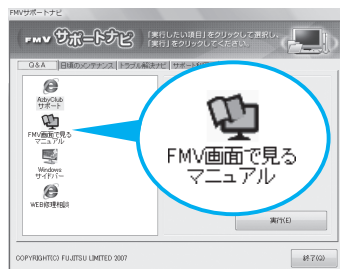 FMVサポートナビ
FMV サポートナビ
「実行したい項目」をクリックして選択し、
「実行」をクリックしてください。
Q&A 日頃のメンテナンス トラブル解決ナビ
AzbyClub
サポート
FMV画面で見る
マニュアル
Windows
サイドバー
WEB修理相談
FMV画面で見る
マニュアル
実行(E)
COPYRIGHT(C) FUJITSU LIMITED 2007
終了(Q)